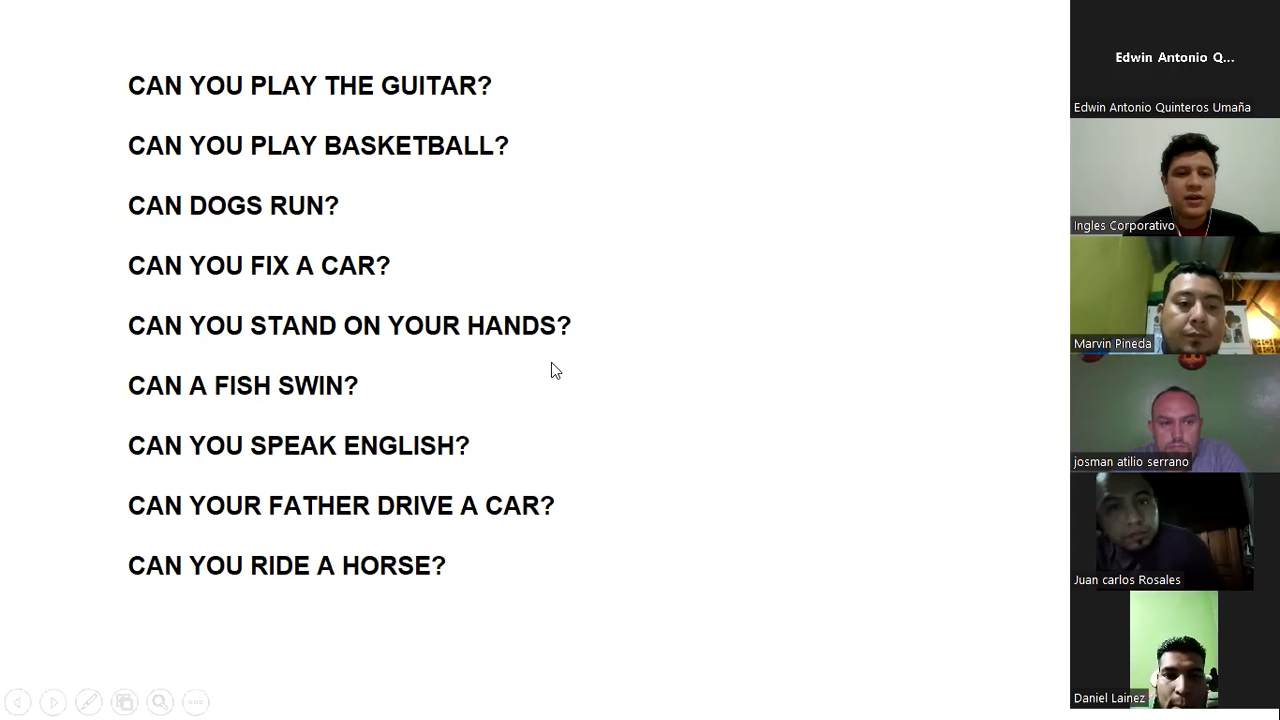 CAN YOU PLAY THE GUITAR?
CAN YOU PLAY BASKETBALL?
CAN DOGS RUN?
CAN YOU FIX A CAR?
CAN YOU STAND ON YOUR HANDS?
CAN A FISH SWIN?
CAN YOU SPEAK ENGLISH?
CAN YOUR FATHER DRIVE A CAR?
CAN YOU RIDE A HORSE?
Edwin Antonio Q...
Edwin Antonio Quinteros Umaña
Ingles Corporativo
Marvin Pineda
josman atilio serrano
Juan carlos Rosales
Daniel Lainez